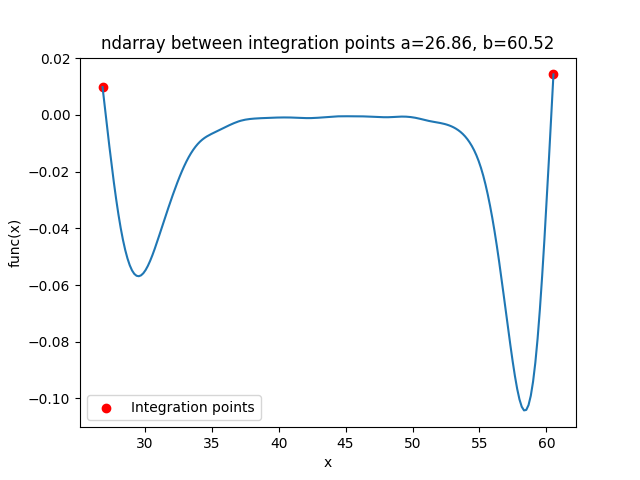 ndarray between integration points a=26.86, b=60.52
0.02
0.00
−0.02
−0.04
−0.06
−0.08
−0.10
func(x)
Integration points
30 35 40 45 50 55 60
x